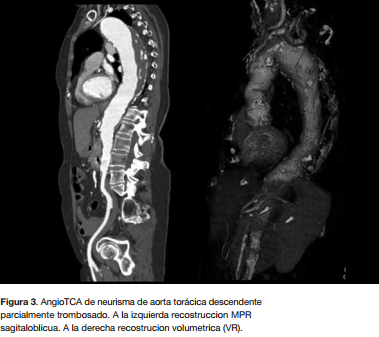 Figura 3. AngioTCA de neurisma de aorta torácica descendente
parcialmente trombosado. A la izquierda recostruccion MPR
sagitaloblicua. A la derecha recostrucion volumetrica (VR).